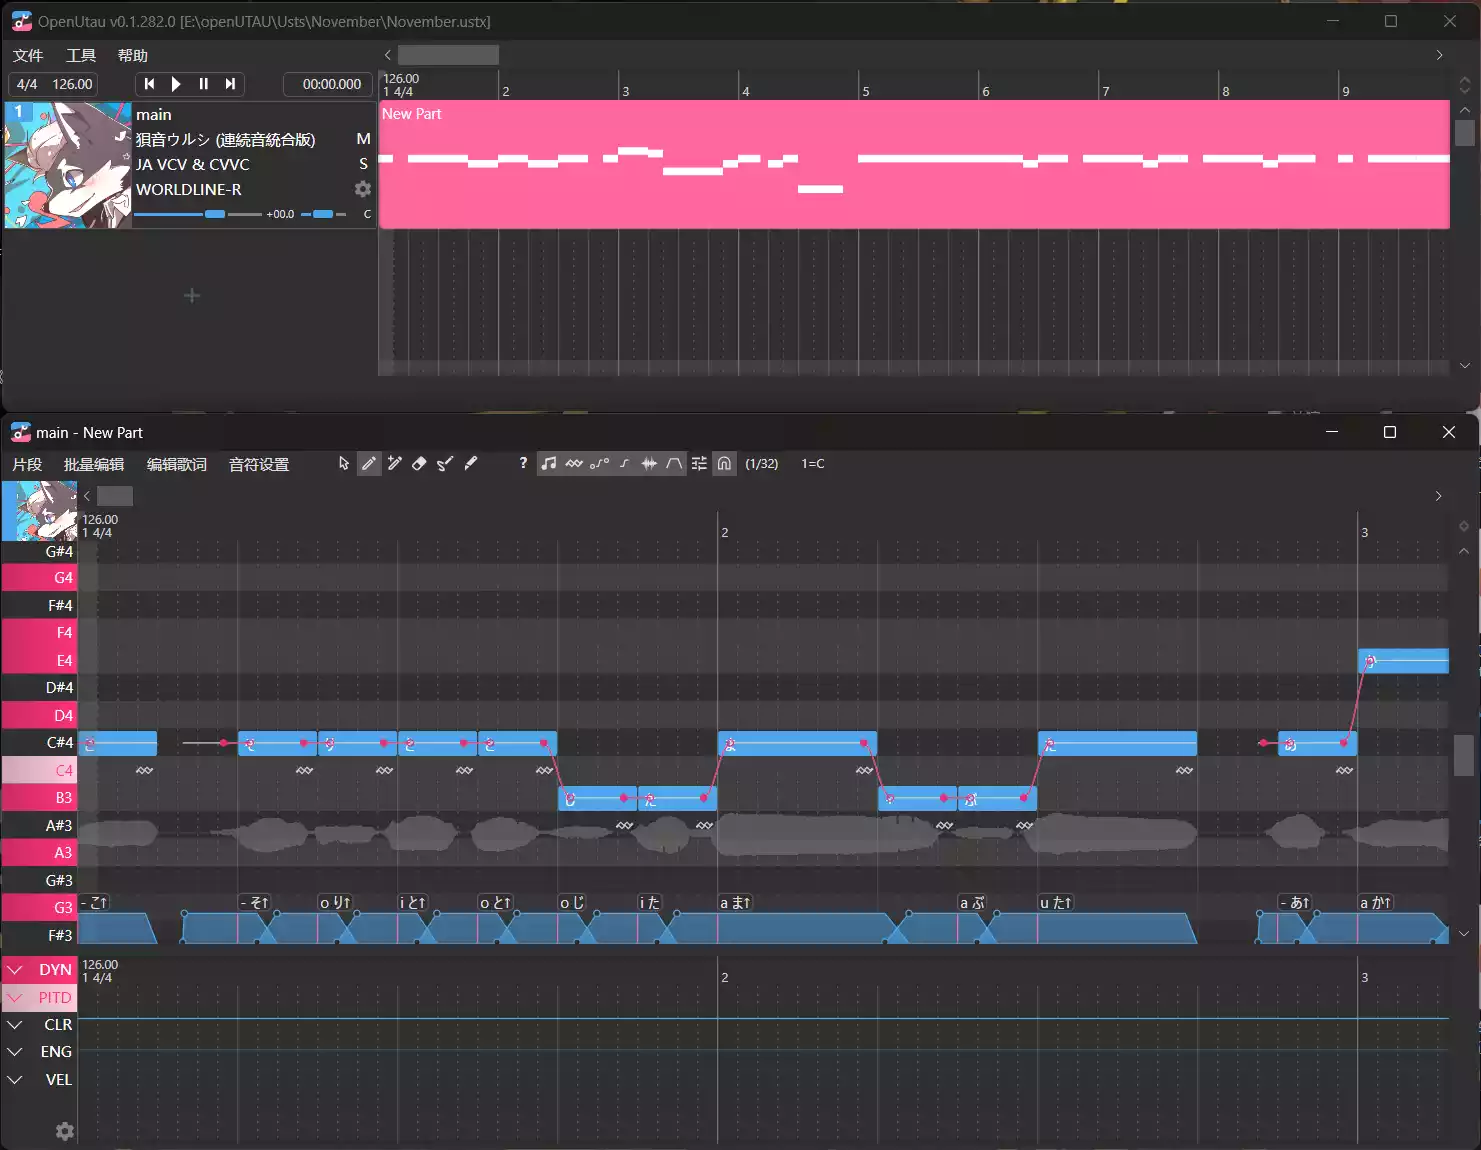 OpenUtau v0.1.282.0 [E:\openUTAU\Usts\November\November.ustx]
文件 工具 帮助
4/4 126.00 00:00.000
126.00
1 4/4 2 3 4 5 6 7 8 9
1
main
狽音ウルシ (連続音統合版) M
JA VCV & CVVC S
WORLDLINE-R
+00.0 C
New Part
main - New Part
片段 批量编辑 编辑歌词 音符设置 ? (1/32) 1=C
126.00
1 4/4 2 3
G#4
G4
F#4
F4
E4
D#4
D4
C#4
C4
B3
A#3
A3
G#3
G3
F#3
- こ↑ - そ↑ o り↑ i と↑ o と↑ o じ i た a ま↑ a ぶ u た↑ - あ↑ a か↑
DYN
PITD
CLR
ENG
VEL
126.00
1 4/4 2 3